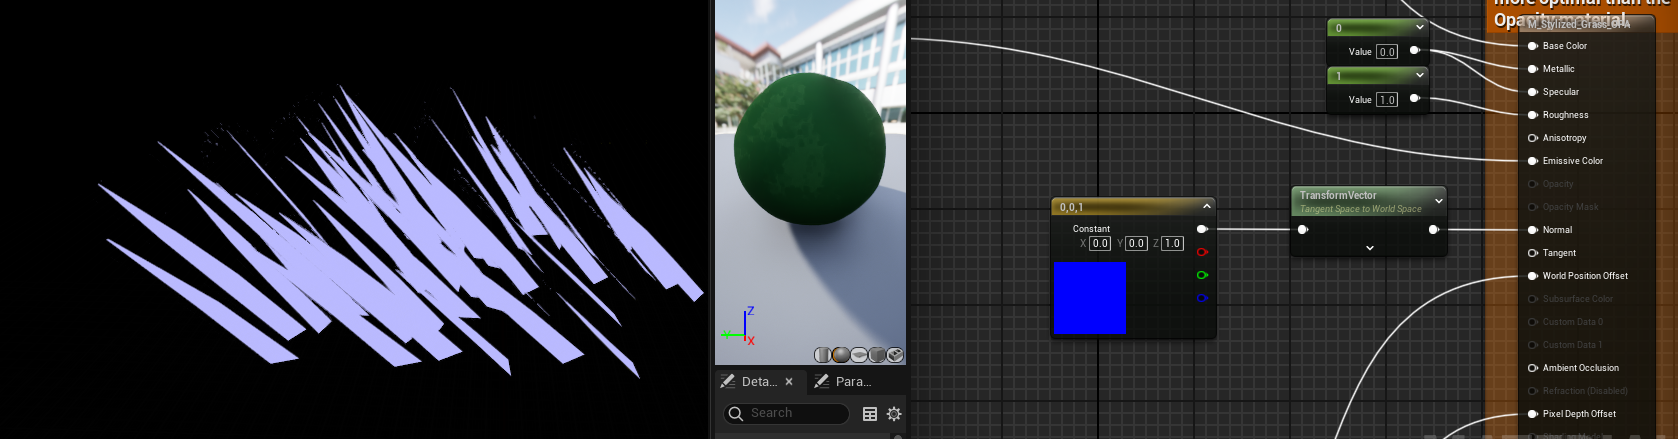 more optimal than the
Opacity material
M_Stylized_Grass_OPA
0
Value 0.0
1
Value 1.0
Base Color
Metallic
Specular
Roughness
Anisotropy
Emissive Color
Opacity
Opacity Mask
Normal
Tangent
World Position Offset
Subsurface Color
Custom Data 0
Custom Data 1
Ambient Occlusion
Refraction (Disabled)
Pixel Depth Offset
0,0,1
Constant
X 0.0 Y 0.0 Z 1.0
TransformVector
Tangent Space to World Space
Z
Y
X
Deta...
Para...
Search